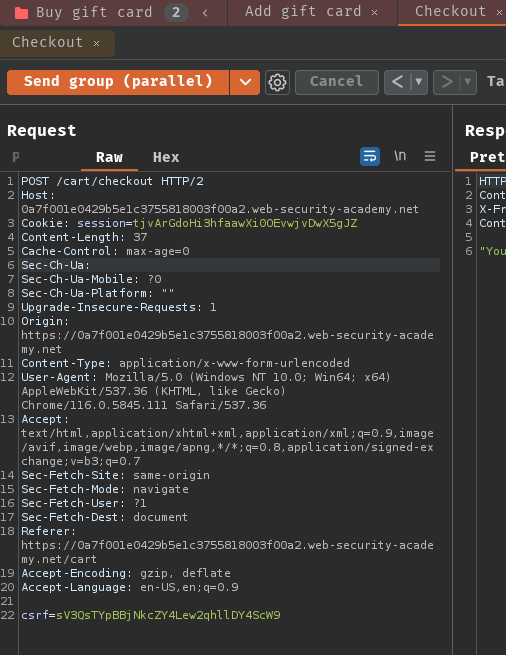 Buy gift card 2 < Add gift card × Checkout ×
Checkout ×
Send group (parallel) Cancel < ▼ > ▼ Ta
Request Resp
P Raw Hex \n ≡ Pret
1 POST /cart/checkout HTTP/2
2 Host:
0a7f001e0429b5e1c3755818003f00a2.web-security-academy.net
3 Cookie: session=tjvArGdoHi3hfaawXi0OEvwjvDwX5gJZ
4 Content-Length: 37
5 Cache-Control: max-age=0
6 Sec-Ch-Ua:
7 Sec-Ch-Ua-Mobile: ?0
8 Sec-Ch-Ua-Platform: ""
9 Upgrade-Insecure-Requests: 1
10 Origin:
https://0a7f001e0429b5e1c3755818003f00a2.web-security-acade
my.net
11 Content-Type: application/x-www-form-urlencoded
12 User-Agent: Mozilla/5.0 (Windows NT 10.0; Win64; x64)
AppleWebKit/537.36 (KHTML, like Gecko)
Chrome/116.0.5845.111 Safari/537.36
13 Accept:
text/html,application/xhtml+xml,application/xml;q=0.9,image
/avif,image/webp,image/apng,*/*;q=0.8,application/signed-ex
change;v=b3;q=0.7
14 Sec-Fetch-Site: same-origin
15 Sec-Fetch-Mode: navigate
16 Sec-Fetch-User: ?1
17 Sec-Fetch-Dest: document
18 Referer:
https://0a7f001e0429b5e1c3755818003f00a2.web-security-acade
my.net/cart
19 Accept-Encoding: gzip, deflate
20 Accept-Language: en-US,en;q=0.9
21
22 csrf=sV3QsTYpBBjNkcZY4Lew2qhllDY4ScW9
1 HTTP
2 Cont
3 X-Fr
4 Cont
5
6 "You